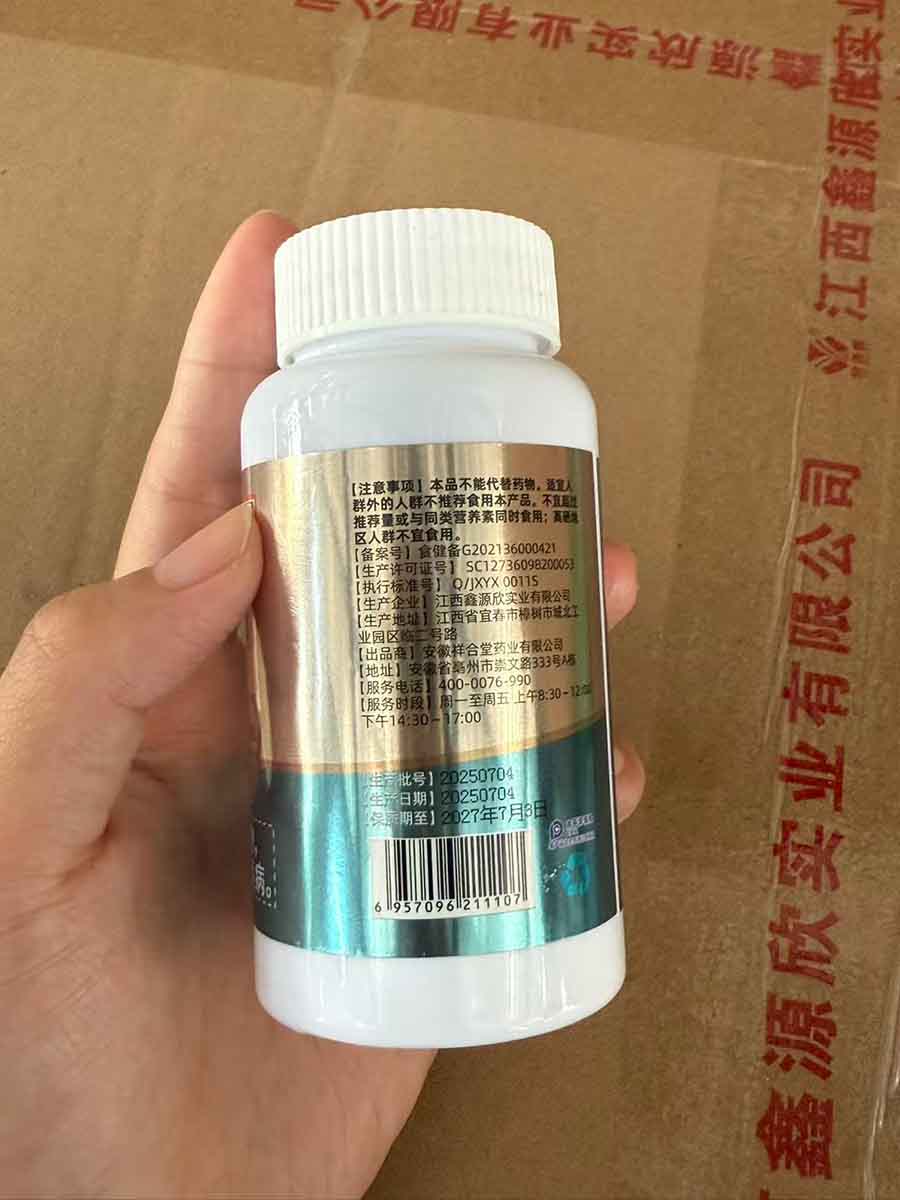 江西鑫源欣实业有限公司
江西鑫源欣实业
鑫源欣实业有限公司
【注意事项】本品不能代替药物。适宜人
群外的人群不推荐食用本产品。不宜超过
推荐量或与同类营养素同时食用；高硒地
区人群不宜食用。
【备案号】食健备G202136000421
【生产许可证号】SC12736098200053
【执行标准号】Q/JXYX 0011S
【生产企业】江西鑫源欣实业有限公司
【生产地址】江西省宜春市樟树市城北工
业园区临二号路
【出品商】安徽祥合堂药业有限公司
【地址】安徽省亳州市崇文路333号A栋
【服务电话】400-0076-990
【服务时段】周一至周五 上午8:30-12:00
下午14:30-17:00
【生产批号】20250704
【生产日期】20250704
【保质期至】2027年7月3日
6 957096 211107
病。